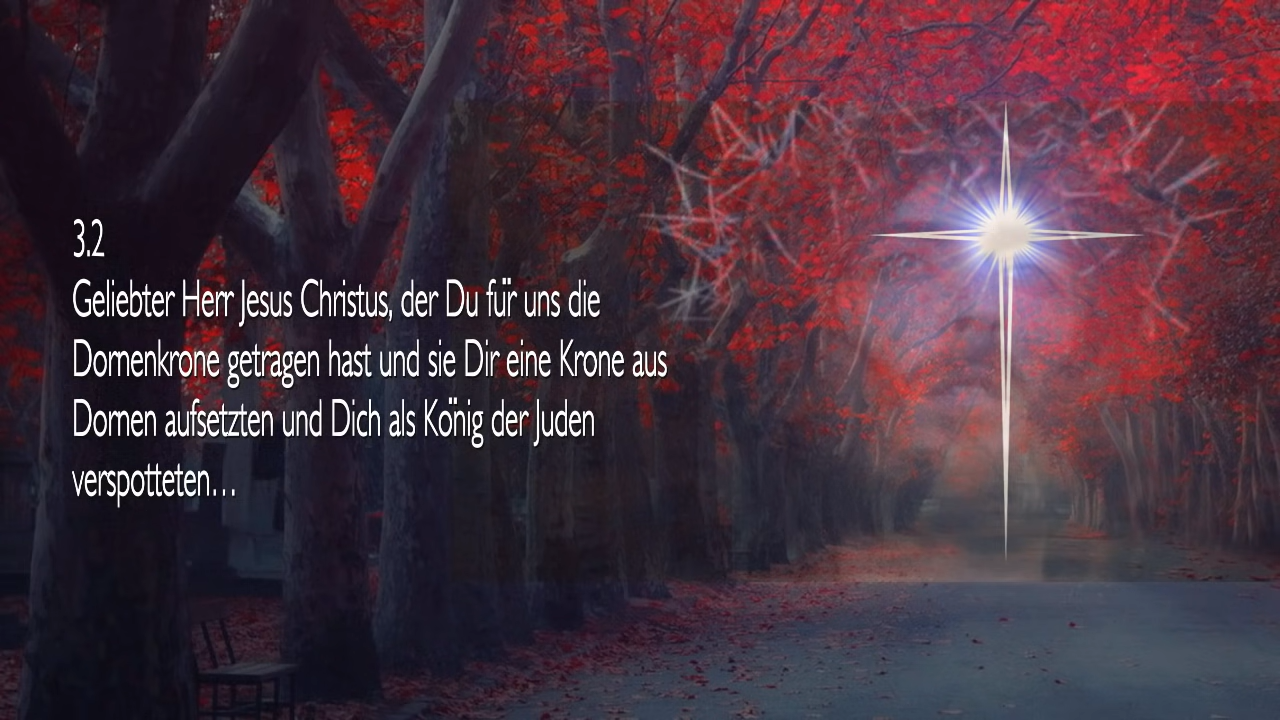 3.2
Geliebter Herr Jesus Christus, der Du für uns die
Dornenkrone getragen hast und sie Dir eine Krone aus
Dornen aufsetzten und Dich als König der Juden
verspotteten…